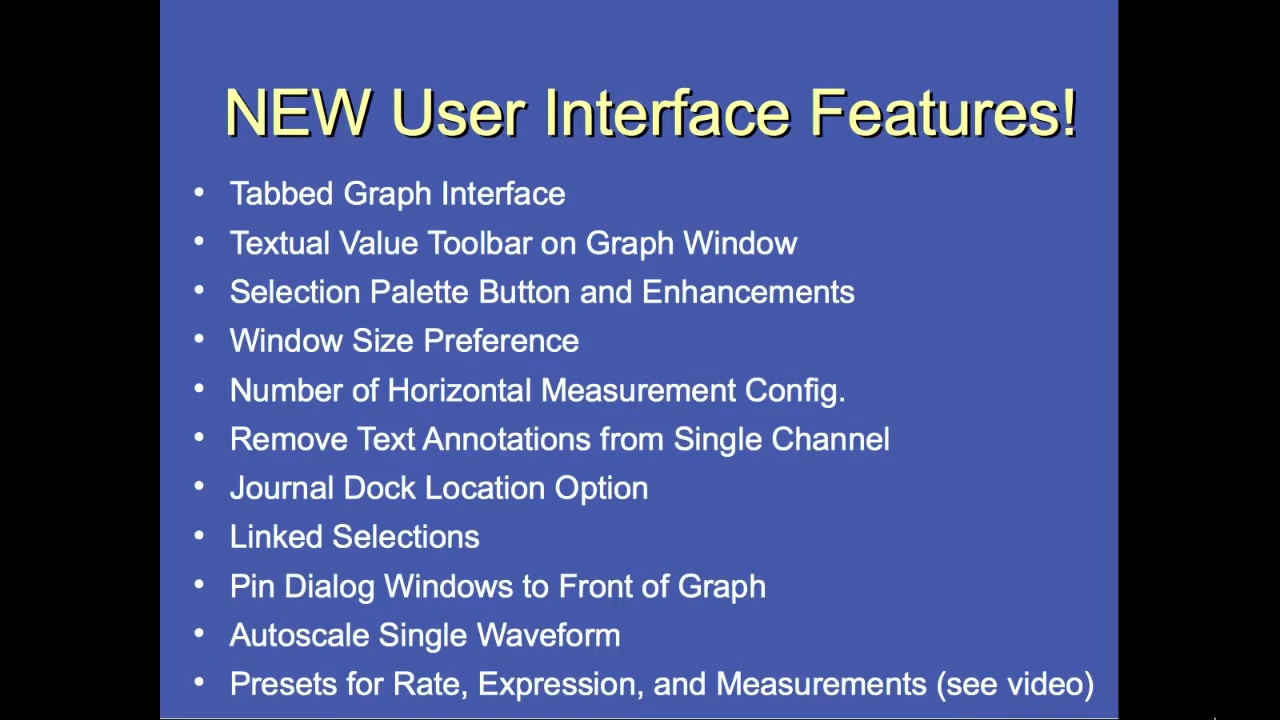 NEW User Interface Features!
• Tabbed Graph Interface
• Textual Value Toolbar on Graph Window
• Selection Palette Button and Enhancements
• Window Size Preference
• Number of Horizontal Measurement Config.
• Remove Text Annotations from Single Channel
• Journal Dock Location Option
• Linked Selections
• Pin Dialog Windows to Front of Graph
• Autoscale Single Waveform
• Presets for Rate, Expression, and Measurements (see video)